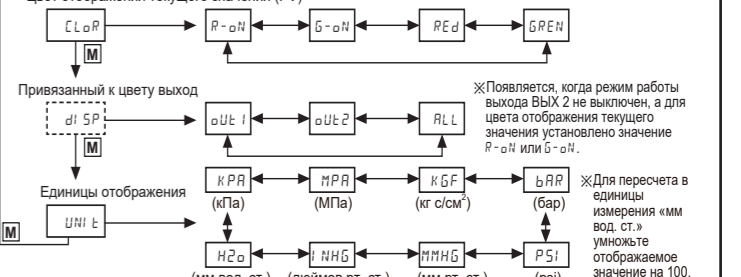 Цвет отображения текущего значения (PV)
CLoR R-oN G-oN REd GREN
M
Привязанный к цвету выход
dISP oUt1 oUt2 ALL
M
※Появляется, когда режим работы
выхода ВЫХ 2 не выключен, а для
цвета отображения текущего
значения установлено значение
R-oN или G-oN.
Единицы отображения
UNIt
M
KPA MPA KGF bAR
(кПа) (МПа) (кг с/см²) (бар)
H2o INHG MMHG PSI
(мм вод. ст.) (дюймов рт. ст.) (мм рт. ст.) (psi)
※Для пересчета в
единицы
измерения «мм
вод. ст.»
умножьте
отображаемое
значение на 100.